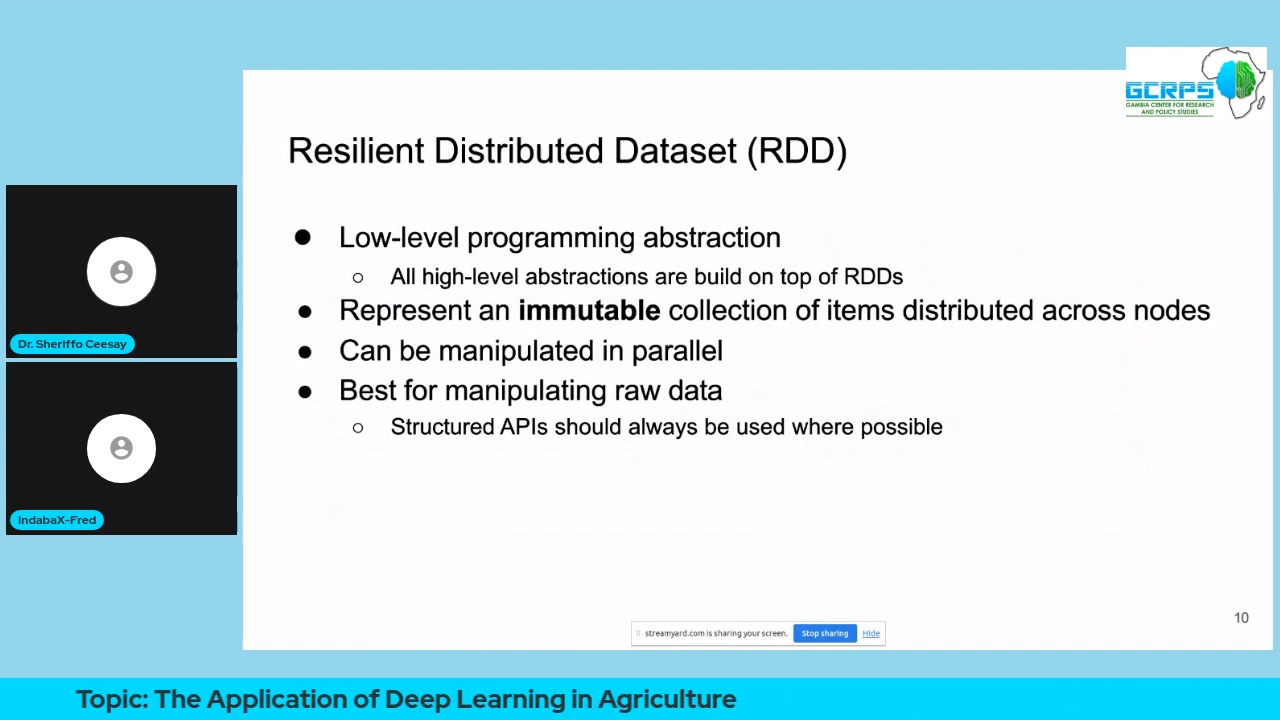 GCRPS
GAMBIA CENTER FOR RESEARCH
AND POLICY STUDIES
Resilient Distributed Dataset (RDD)
● Low-level programming abstraction
○ All high-level abstractions are build on top of RDDs
● Represent an immutable collection of items distributed across nodes
● Can be manipulated in parallel
● Best for manipulating raw data
○ Structured APIs should always be used where possible
Dr. Sheriffo Ceesay
IndabaX-Fred
10
streamyard.com is sharing your screen. Stop sharing Hide
Topic: The Application of Deep Learning in Agriculture